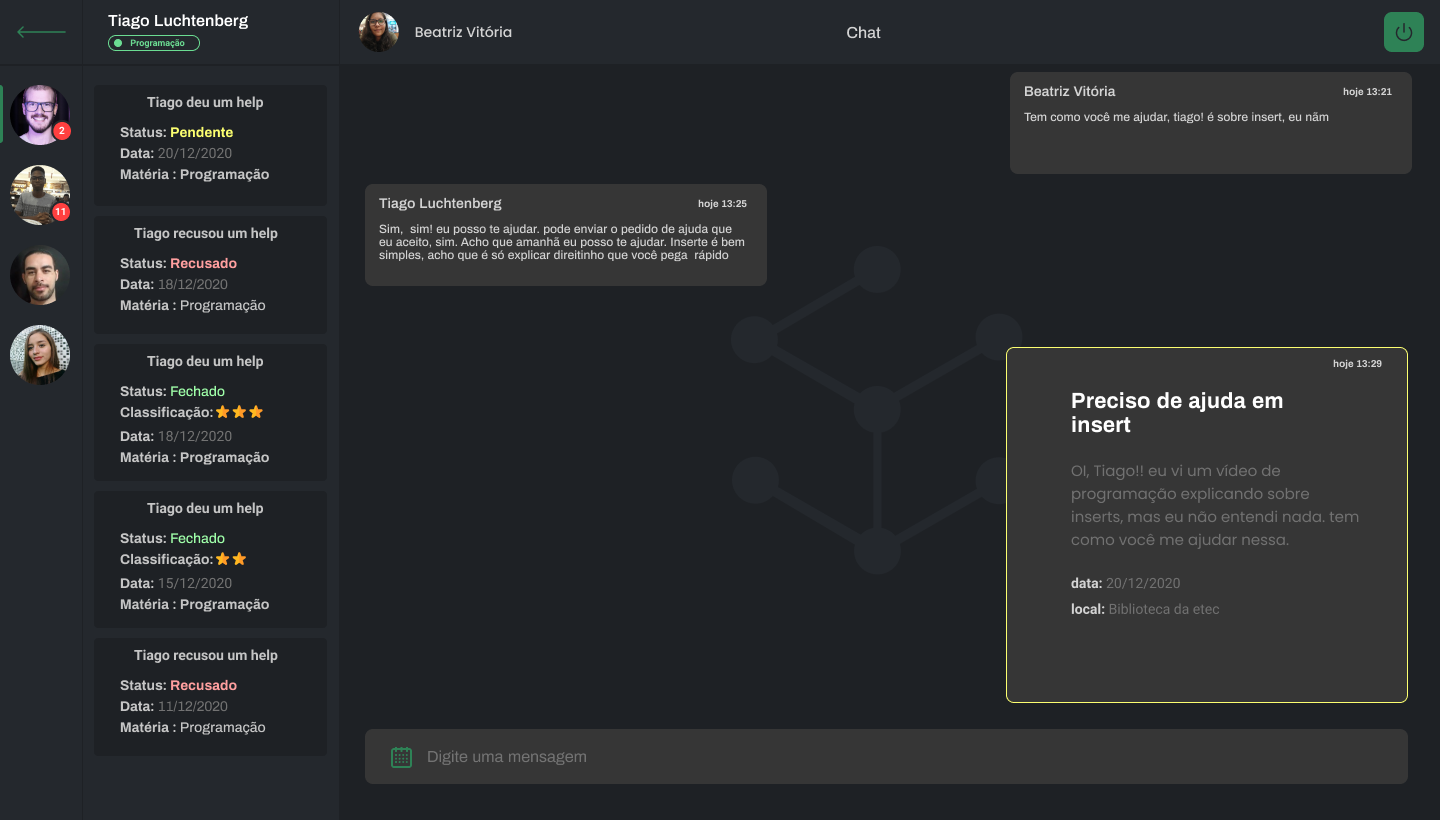 Tiago Luchtenberg
Programação
2
11
Tiago deu um help
Status: Pendente
Data: 20/12/2020
Matéria : Programação
Tiago recusou um help
Status: Recusado
Data: 18/12/2020
Matéria : Programação
Tiago deu um help
Status: Fechado
Classificação:
Data: 18/12/2020
Matéria : Programação
Tiago deu um help
Status: Fechado
Classificação:
Data: 15/12/2020
Matéria : Programação
Tiago recusou um help
Status: Recusado
Data: 11/12/2020
Matéria : Programação
Beatriz Vitória
Chat
Beatriz Vitória
hoje 13:21
Tem como você me ajudar, tiago! é sobre insert, eu nãm
Tiago Luchtenberg
hoje 13:25
Sim,  sim! eu posso te ajudar. pode enviar o pedido de ajuda que
eu aceito, sim. Acho que amanhã eu posso te ajudar. Inserte é bem
simples, acho que é só explicar direitinho que você pega  rápido
hoje 13:29
Preciso de ajuda em
insert
OI, Tiago!! eu vi um vídeo de
programação explicando sobre
inserts, mas eu não entendi nada. tem
como você me ajudar nessa.
data: 20/12/2020
local: Biblioteca da etec
Digite uma mensagem